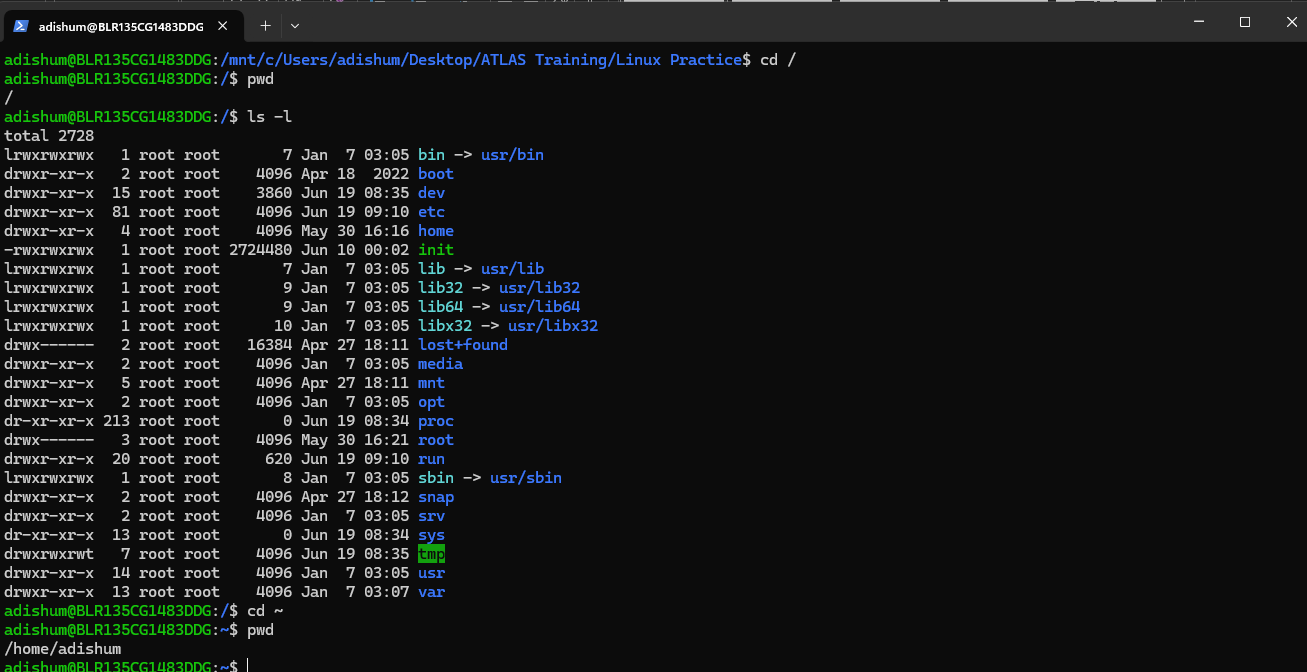 adishum@BLR135CG1483DDG
adishum@BLR135CG1483DDG:/mnt/c/Users/adishum/Desktop/ATLAS Training/Linux Practice$ cd /
adishum@BLR135CG1483DDG:/$ pwd
/
adishum@BLR135CG1483DDG:/$ ls -l
total 2728
lrwxrwxrwx   1 root root       7 Jan  7 03:05 bin -> usr/bin
drwxr-xr-x   2 root root    4096 Apr 18  2022 boot
drwxr-xr-x  15 root root    3860 Jun 19 08:35 dev
drwxr-xr-x  81 root root    4096 Jun 19 09:10 etc
drwxr-xr-x   4 root root    4096 May 30 16:16 home
-rwxrwxrwx   1 root root 2724480 Jun 10 00:02 init
lrwxrwxrwx   1 root root       7 Jan  7 03:05 lib -> usr/lib
lrwxrwxrwx   1 root root       9 Jan  7 03:05 lib32 -> usr/lib32
lrwxrwxrwx   1 root root       9 Jan  7 03:05 lib64 -> usr/lib64
lrwxrwxrwx   1 root root      10 Jan  7 03:05 libx32 -> usr/libx32
drwx------   2 root root   16384 Apr 27 18:11 lost+found
drwxr-xr-x   2 root root    4096 Jan  7 03:05 media
drwxr-xr-x   5 root root    4096 Apr 27 18:11 mnt
drwxr-xr-x   2 root root    4096 Jan  7 03:05 opt
dr-xr-xr-x 213 root root       0 Jun 19 08:34 proc
drwx------   3 root root    4096 May 30 16:21 root
drwxr-xr-x  20 root root     620 Jun 19 09:10 run
lrwxrwxrwx   1 root root       8 Jan  7 03:05 sbin -> usr/sbin
drwxr-xr-x   2 root root    4096 Apr 27 18:12 snap
drwxr-xr-x   2 root root    4096 Jan  7 03:05 srv
dr-xr-xr-x  13 root root       0 Jun 19 08:34 sys
drwxrwxrwt   7 root root    4096 Jun 19 08:35 tmp
drwxr-xr-x  14 root root    4096 Jan  7 03:05 usr
drwxr-xr-x  13 root root    4096 Jan  7 03:07 var
adishum@BLR135CG1483DDG:/$ cd ~
adishum@BLR135CG1483DDG:~$ pwd
/home/adishum
adishum@BLR135CG1483DDG:~$